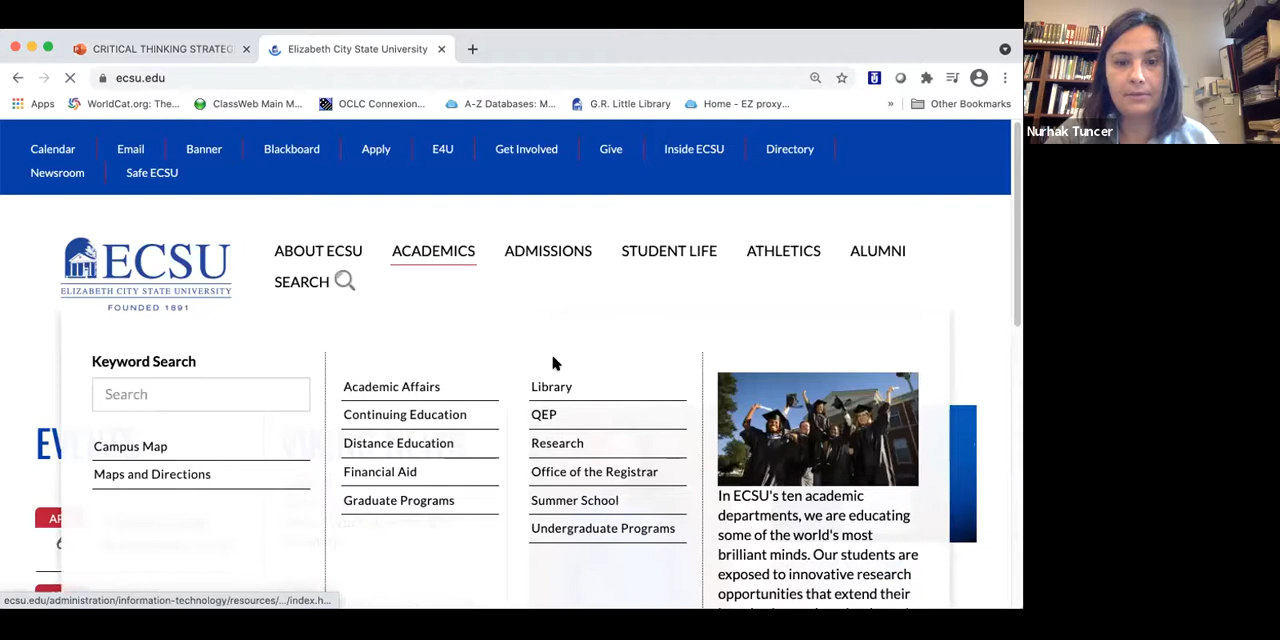 CRITICAL THINKING STRATEG
Elizabeth City State University
ecsu.edu
Apps
WorldCat.org: The...
ClassWeb Main M...
OCLC Connexion...
A-Z Databases: M...
G.R. Little Library
Home - EZ proxy...
»
Other Bookmarks
Nurhak Tuncer
Calendar
Email
Banner
Blackboard
Apply
E4U
Get Involved
Give
Inside ECSU
Directory
Newsroom
Safe ECSU
ECSU
ELIZABETH CITY STATE UNIVERSITY
FOUNDED 1891
ABOUT ECSU
ACADEMICS
ADMISSIONS
STUDENT LIFE
ATHLETICS
ALUMNI
SEARCH
Keyword Search
Search
Campus Map
Maps and Directions
Academic Affairs
Continuing Education
Distance Education
Financial Aid
Graduate Programs
Library
QEP
Research
Office of the Registrar
Summer School
Undergraduate Programs
In ECSU's ten academic
departments, we are educating
some of the world's most
brilliant minds. Our students are
exposed to innovative research
opportunities that extend their
ecsu.edu/administration/information-technology/resources/.../index.h...